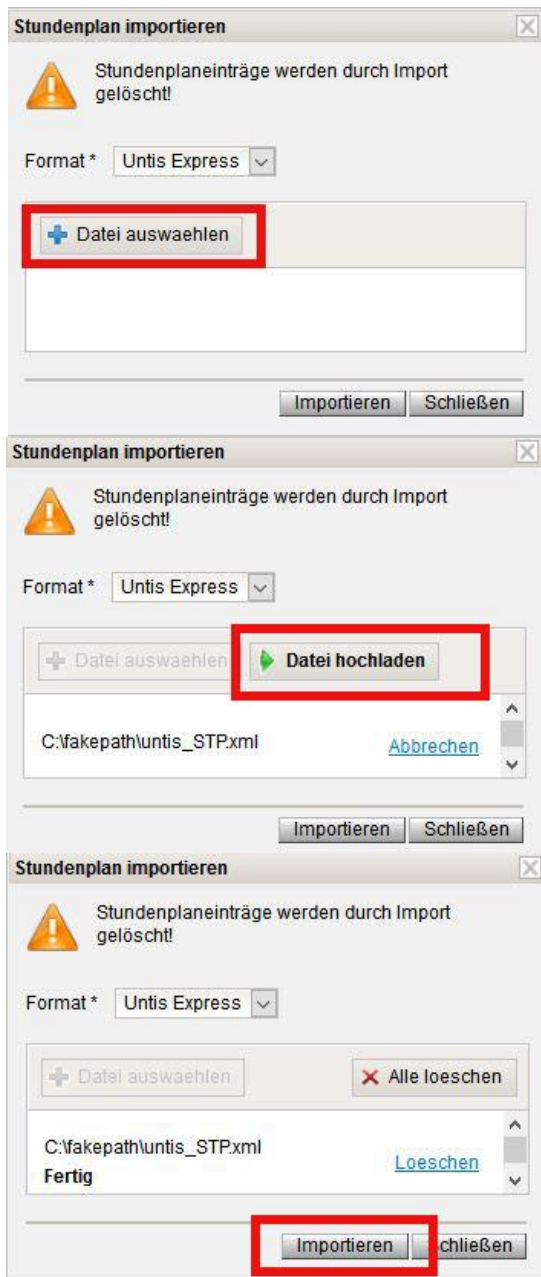 Stundenplan importieren
Stundenplaneinträge werden durch Import
gelöscht!
Format * Untis Express
Datei auswaehlen
Importieren Schließen
Stundenplan importieren
Stundenplaneinträge werden durch Import
gelöscht!
Format * Untis Express
Datei auswaehlen Datei hochladen
C:\fakepath\untis_STP.xml Abbrechen
Importieren Schließen
Stundenplan importieren
Stundenplaneinträge werden durch Import
gelöscht!
Format * Untis Express
Datei auswaehlen Alle loeschen
C:\fakepath\untis_STP.xml
Fertig Loeschen
Importieren chließen